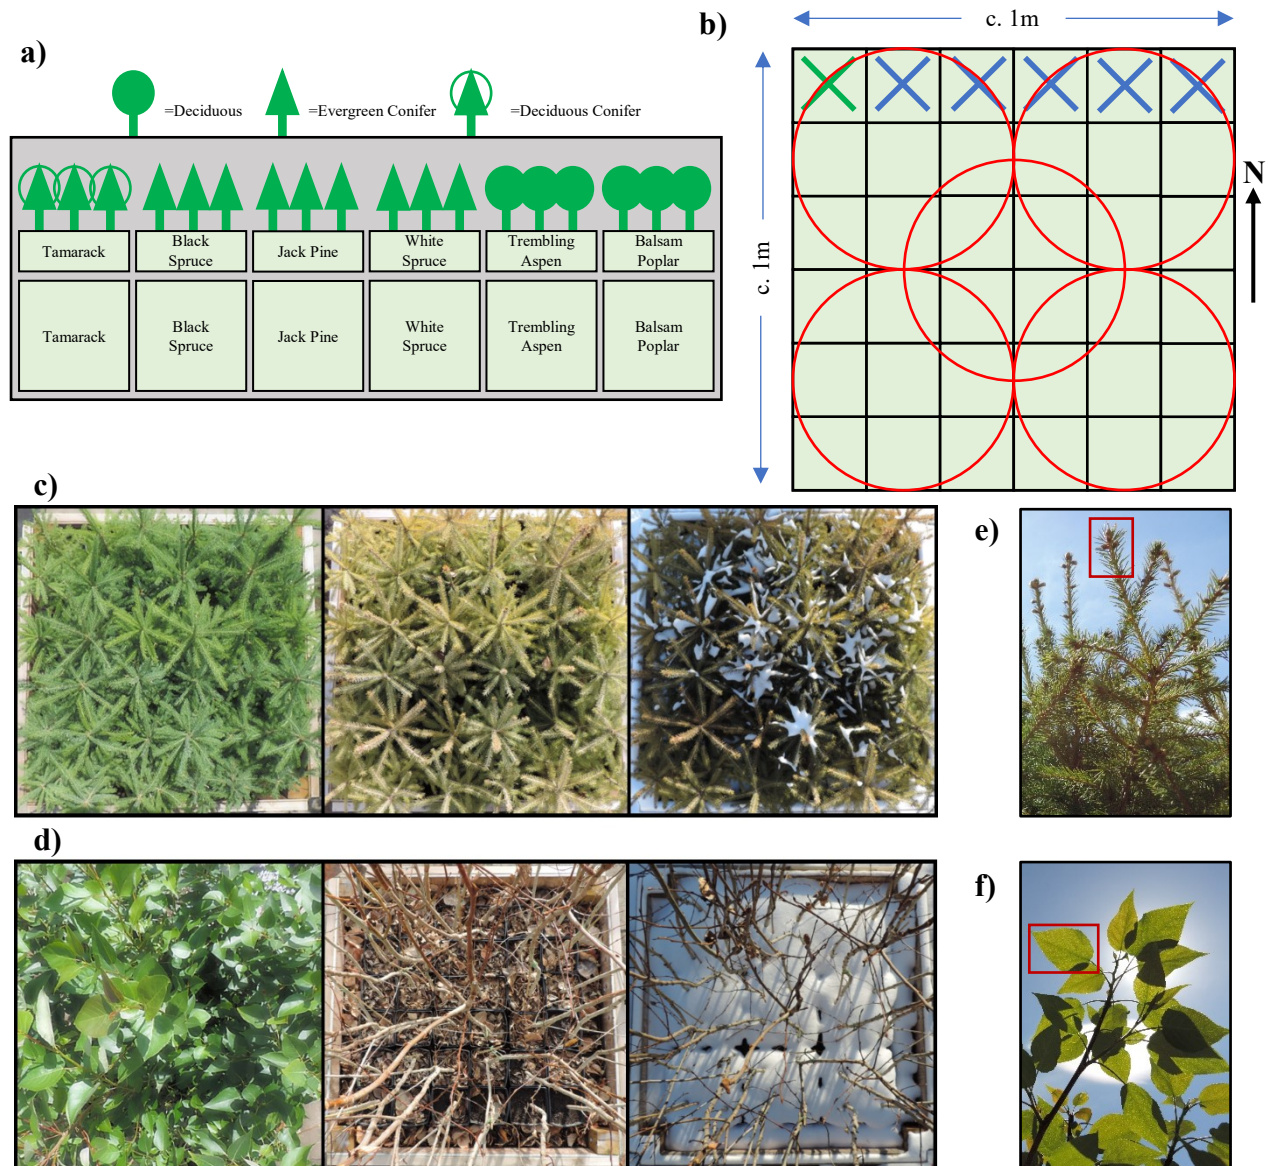 a)
=Deciduous
=Evergreen Conifer
=Deciduous Conifer
Tamarack
Black
Spruce
Jack Pine
White
Spruce
Trembling
Aspen
Balsam
Poplar
Tamarack
Black
Spruce
Jack Pine
White
Spruce
Trembling
Aspen
Balsam
Poplar
b)
c. 1m
c. 1m
N
c)
d)
e)
f)